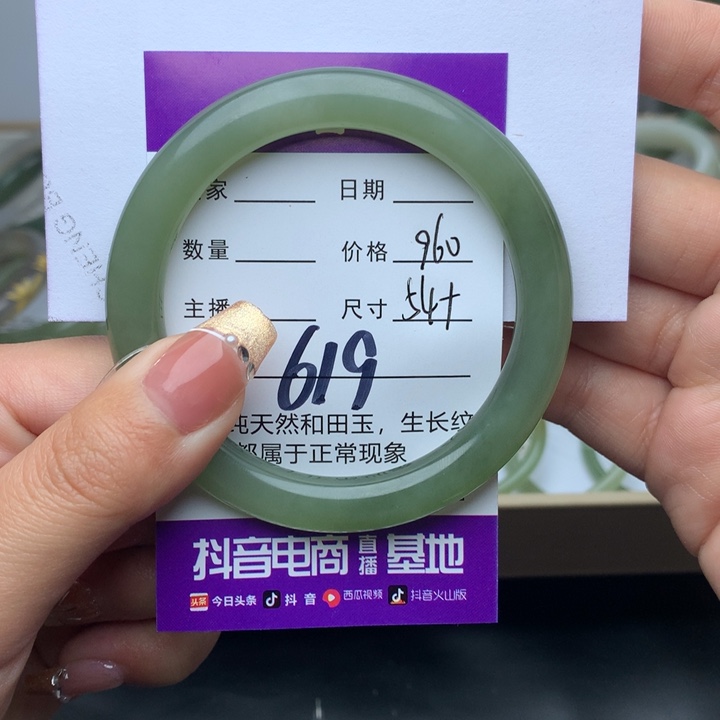 家 日期
数量 价格 960
主播 尺寸 54+
619
纯天然和田玉，生长纹
都属于正常现象
抖音电商 直播 基地
头条 今日头条 抖音 西瓜视频 抖音火山版